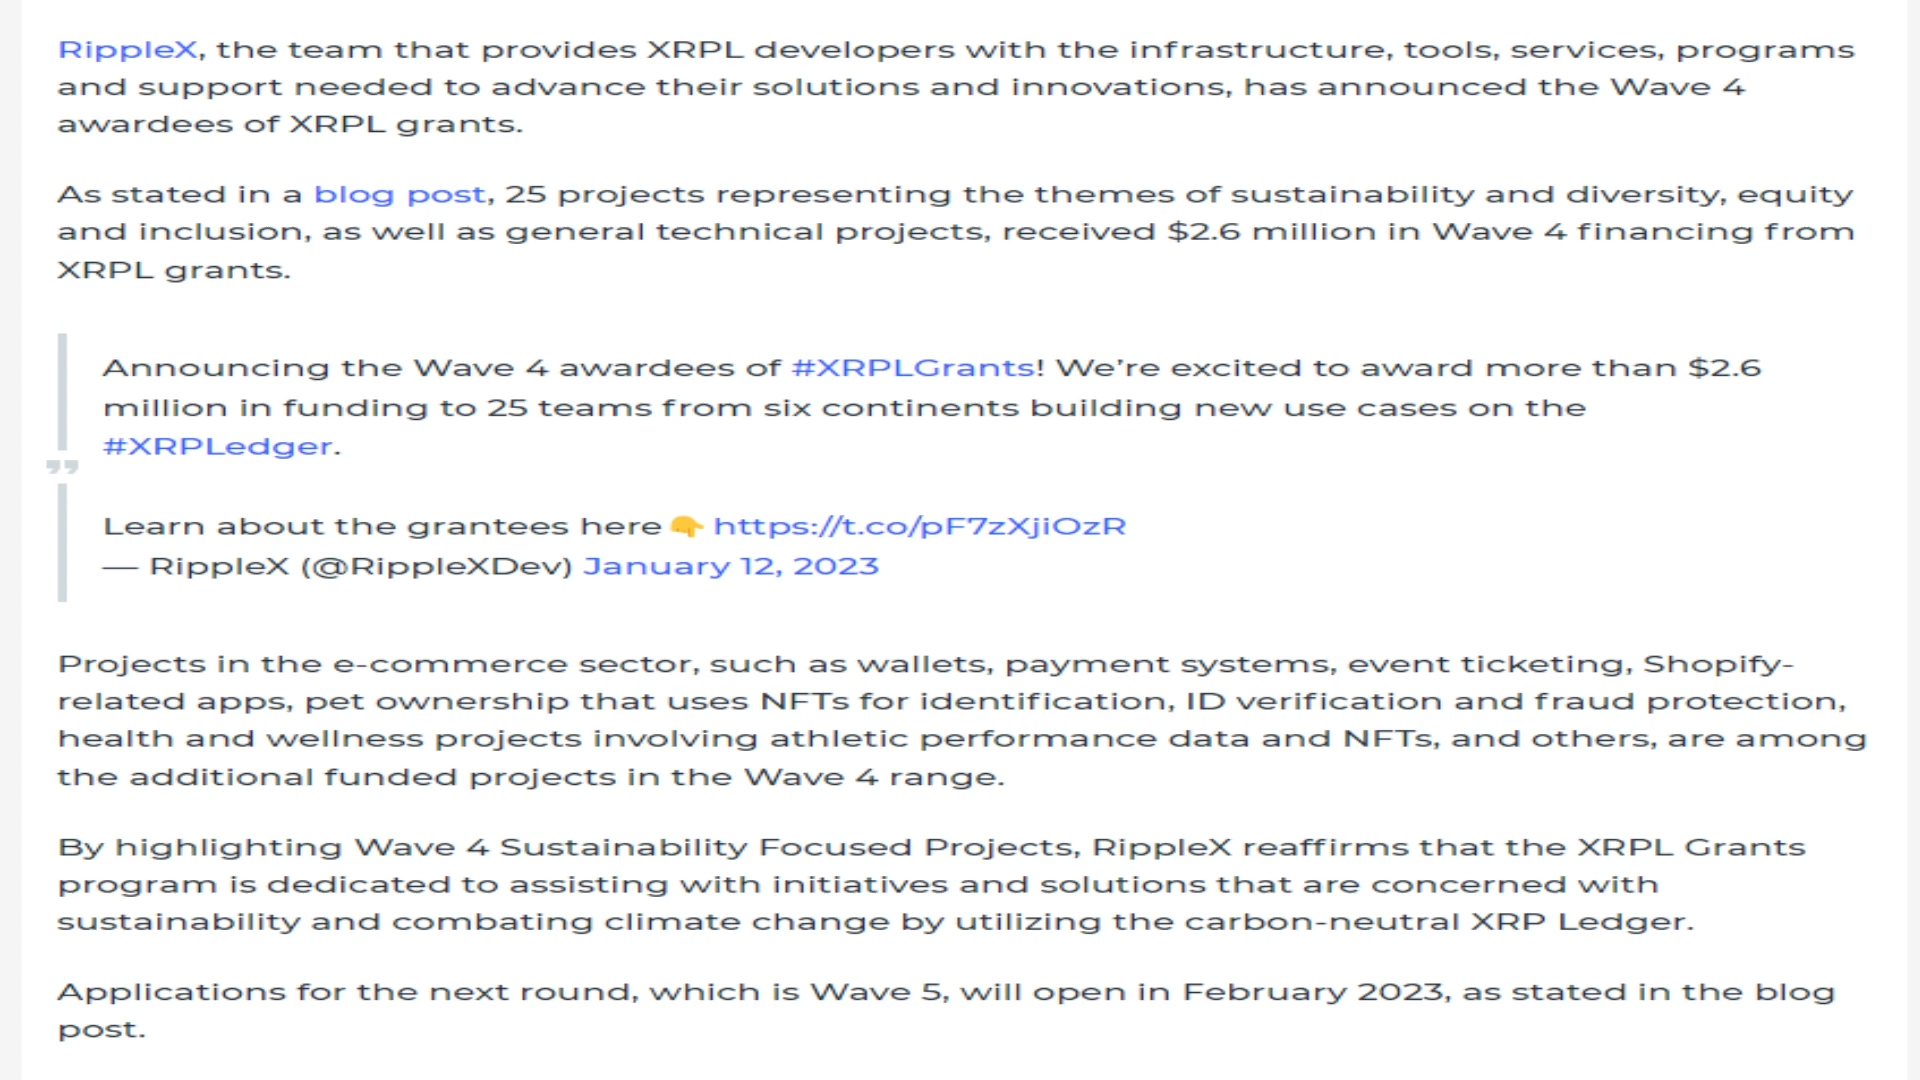 RippleX, the team that provides XRPL developers with the infrastructure, tools, services, programs
and support needed to advance their solutions and innovations, has announced the Wave 4
awardees of XRPL grants.
As stated in a blog post, 25 projects representing the themes of sustainability and diversity, equity
and inclusion, as well as general technical projects, received $2.6 million in Wave 4 financing from
XRPL grants.
Announcing the Wave 4 awardees of #XRPLGrants! We’re excited to award more than $2.6
million in funding to 25 teams from six continents building new use cases on the
#XRPLedger.
Learn about the grantees here 👇 https://t.co/pF7zXjiOzR
— RippleX (@RippleXDev) January 12, 2023
Projects in the e-commerce sector, such as wallets, payment systems, event ticketing, Shopify-
related apps, pet ownership that uses NFTs for identification, ID verification and fraud protection,
health and wellness projects involving athletic performance data and NFTs, and others, are among
the additional funded projects in the Wave 4 range.
By highlighting Wave 4 Sustainability Focused Projects, RippleX reaffirms that the XRPL Grants
program is dedicated to assisting with initiatives and solutions that are concerned with
sustainability and combating climate change by utilizing the carbon-neutral XRP Ledger.
Applications for the next round, which is Wave 5, will open in February 2023, as stated in the blog
post.